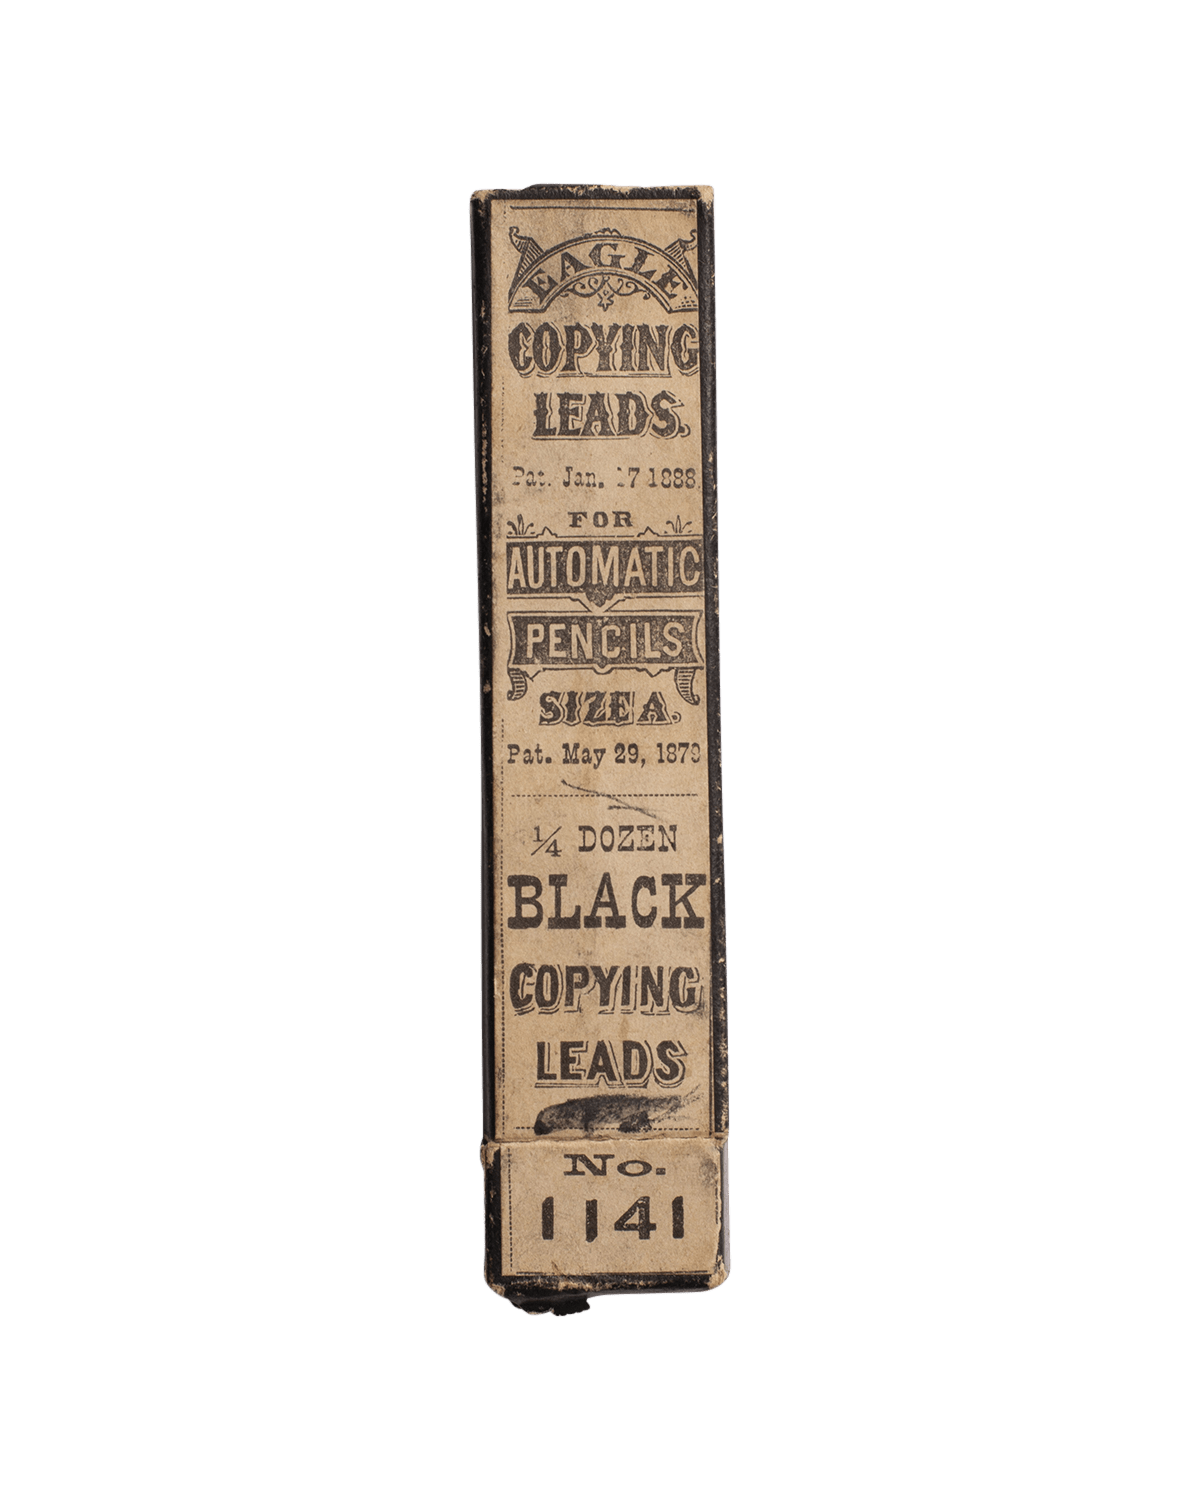 EAGLE
COPYING
LEADS.
Pat. Jan. 17 1888
FOR
AUTOMATIC
PENCILS
SIZE A.
Pat. May 29, 1879
1/4 DOZEN
BLACK
COPYING
LEADS
No.
1141